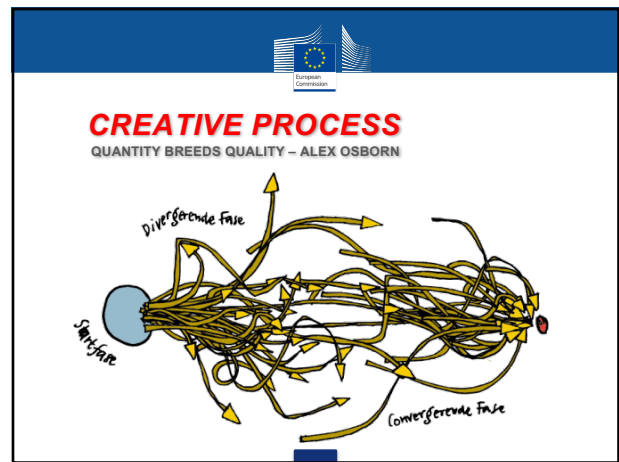 European
Commission
CREATIVE PROCESS
QUANTITY BREEDS QUALITY – ALEX OSBORN
Divergerende Fase
Startfase
Convergerende Fase